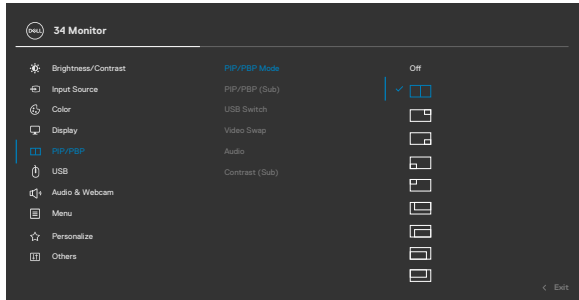 DELL 34 Monitor
Brightness/Contrast
Input Source
Color
Display
PIP/PBP
USB
Audio & Webcam
Menu
Personalize
Others
PIP/PBP Mode
PIP/PBP (Sub)
USB Switch
Video Swap
Audio
Contrast (Sub)
Off
Exit